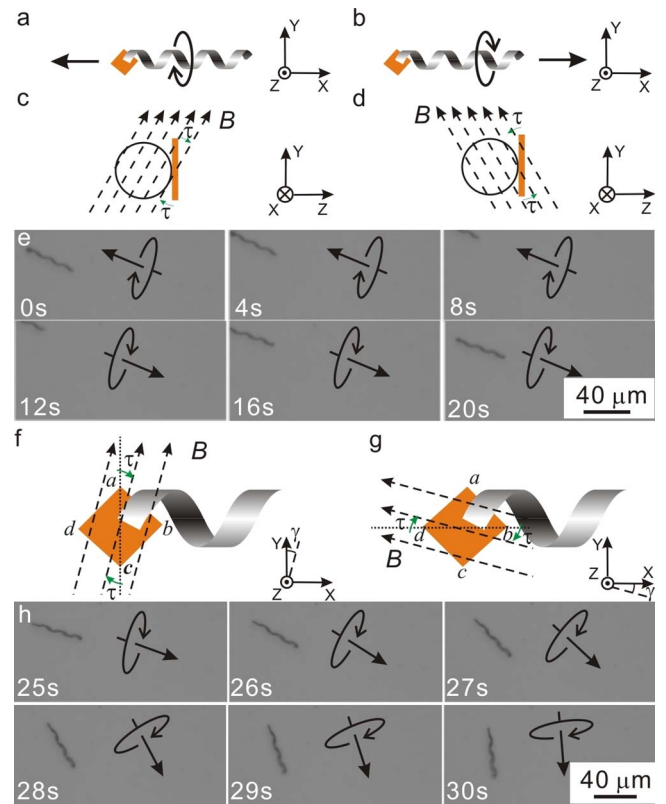 a
b
Y
Z
X
Y
Z
X
c
d
B
τ
τ
Y
X
Z
B
τ
τ
Y
X
Z
e
0s
4s
8s
12s
16s
20s
40 μm
f
g
B
τ
a
d
b
c
τ
Y
γ
Z
X
a
τ
d
b
τ
B
c
Y
Z
X
γ
h
25s
26s
27s
28s
29s
30s
40 μm